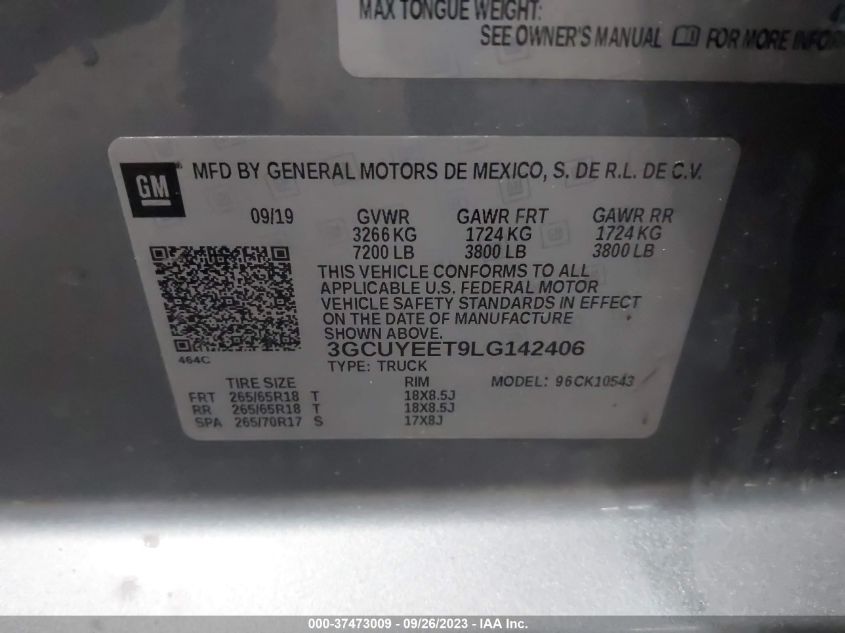 MAX TONGUE WEIGHT:
SEE OWNER'S MANUAL FOR MORE
GM MFD BY GENERAL MOTORS DE MEXICO, S. DE R.L. DE C.V.
09/19 GVWR GAWR FRT GAWR RR
3266 KG 1724 KG 1724 KG
7200 LB 3800 LB 3800 LB
THIS VEHICLE CONFORMS TO ALL
APPLICABLE U.S. FEDERAL MOTOR
VEHICLE SAFETY STANDARDS IN EFFECT
ON THE DATE OF MANUFACTURE
SHOWN ABOVE.
464C 3GCUYEET9LG142406
TYPE: TRUCK
TIRE SIZE RIM MODEL: 96CK10543
FRT 265/65R18 T 18X8.5J
RR 265/65R18 T 18X8.5J
SPA 265/70R17 S 17X8J
000-37473009 - 09/26/2023 - IAA Inc.